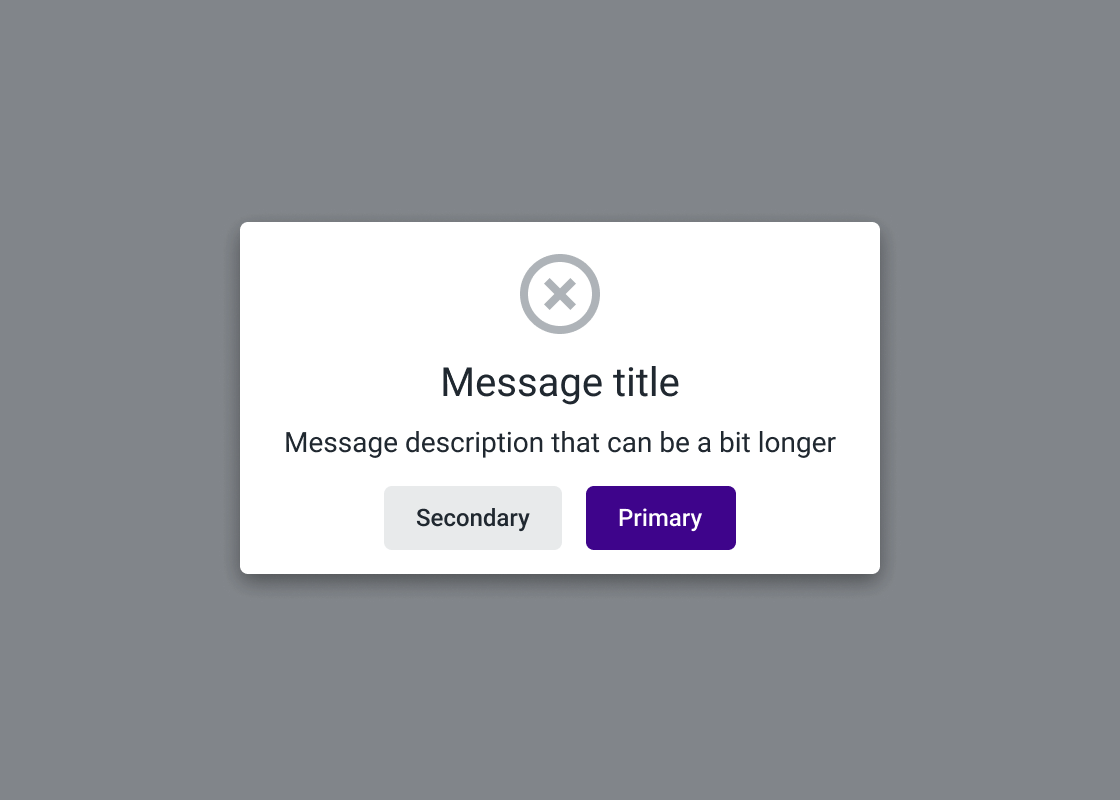 Message title
Message description that can be a bit longer
Secondary
Primary